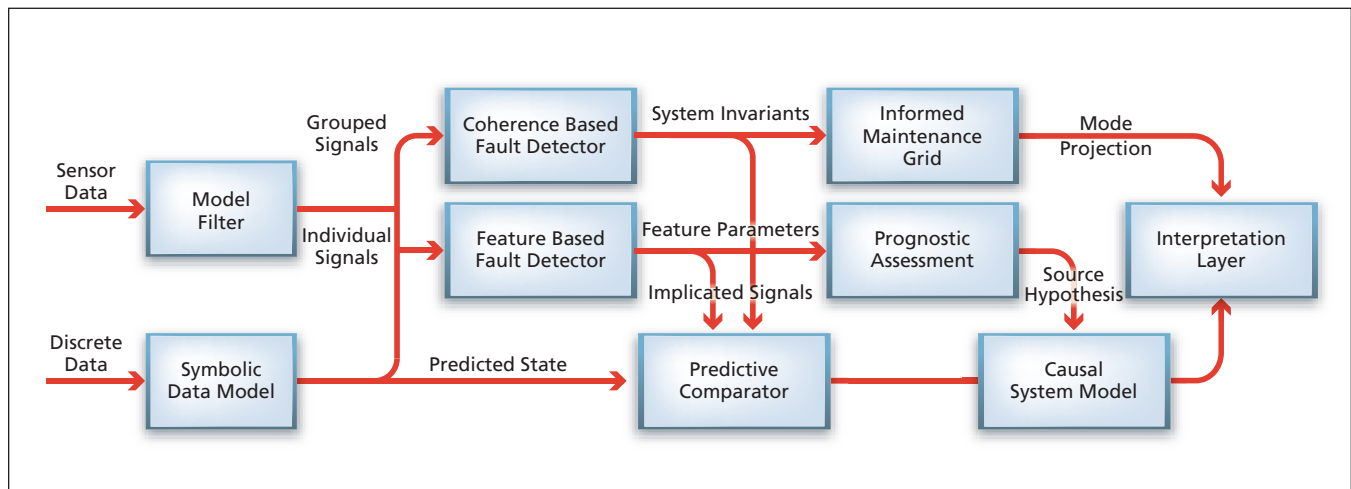 Sensor
Data
Model
Filter
Grouped
Signals
Individual
Signals
Coherence Based
Fault Detector
System Invariants
Informed
Maintenance
Grid
Mode
Projection
Feature Based
Fault Detector
Feature Parameters
Implicated Signals
Prognostic
Assessment
Source
Hypothesis
Interpretation
Layer
Discrete
Data
Symbolic
Data Model
Predicted State
Predictive
Comparator
Causal
System Model